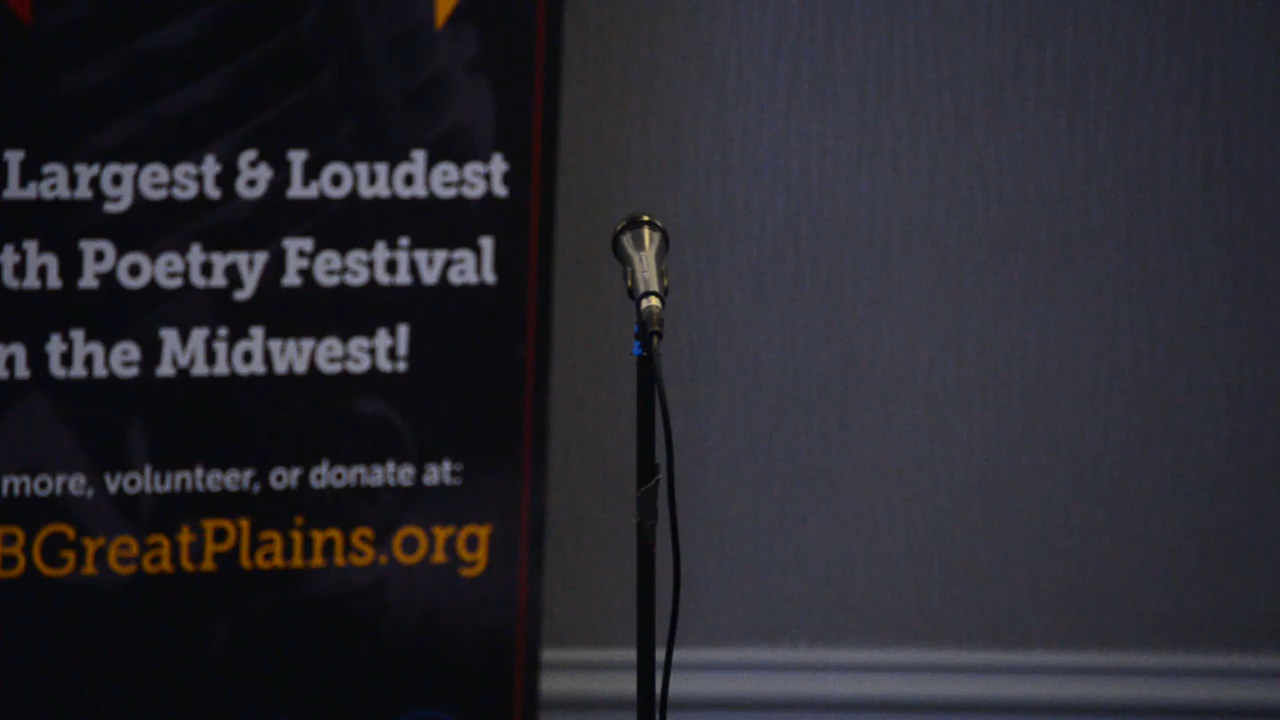 Largest & Loudest
th Poetry Festival
n the Midwest!
more, volunteer, or donate at:
BGreatPlains.org